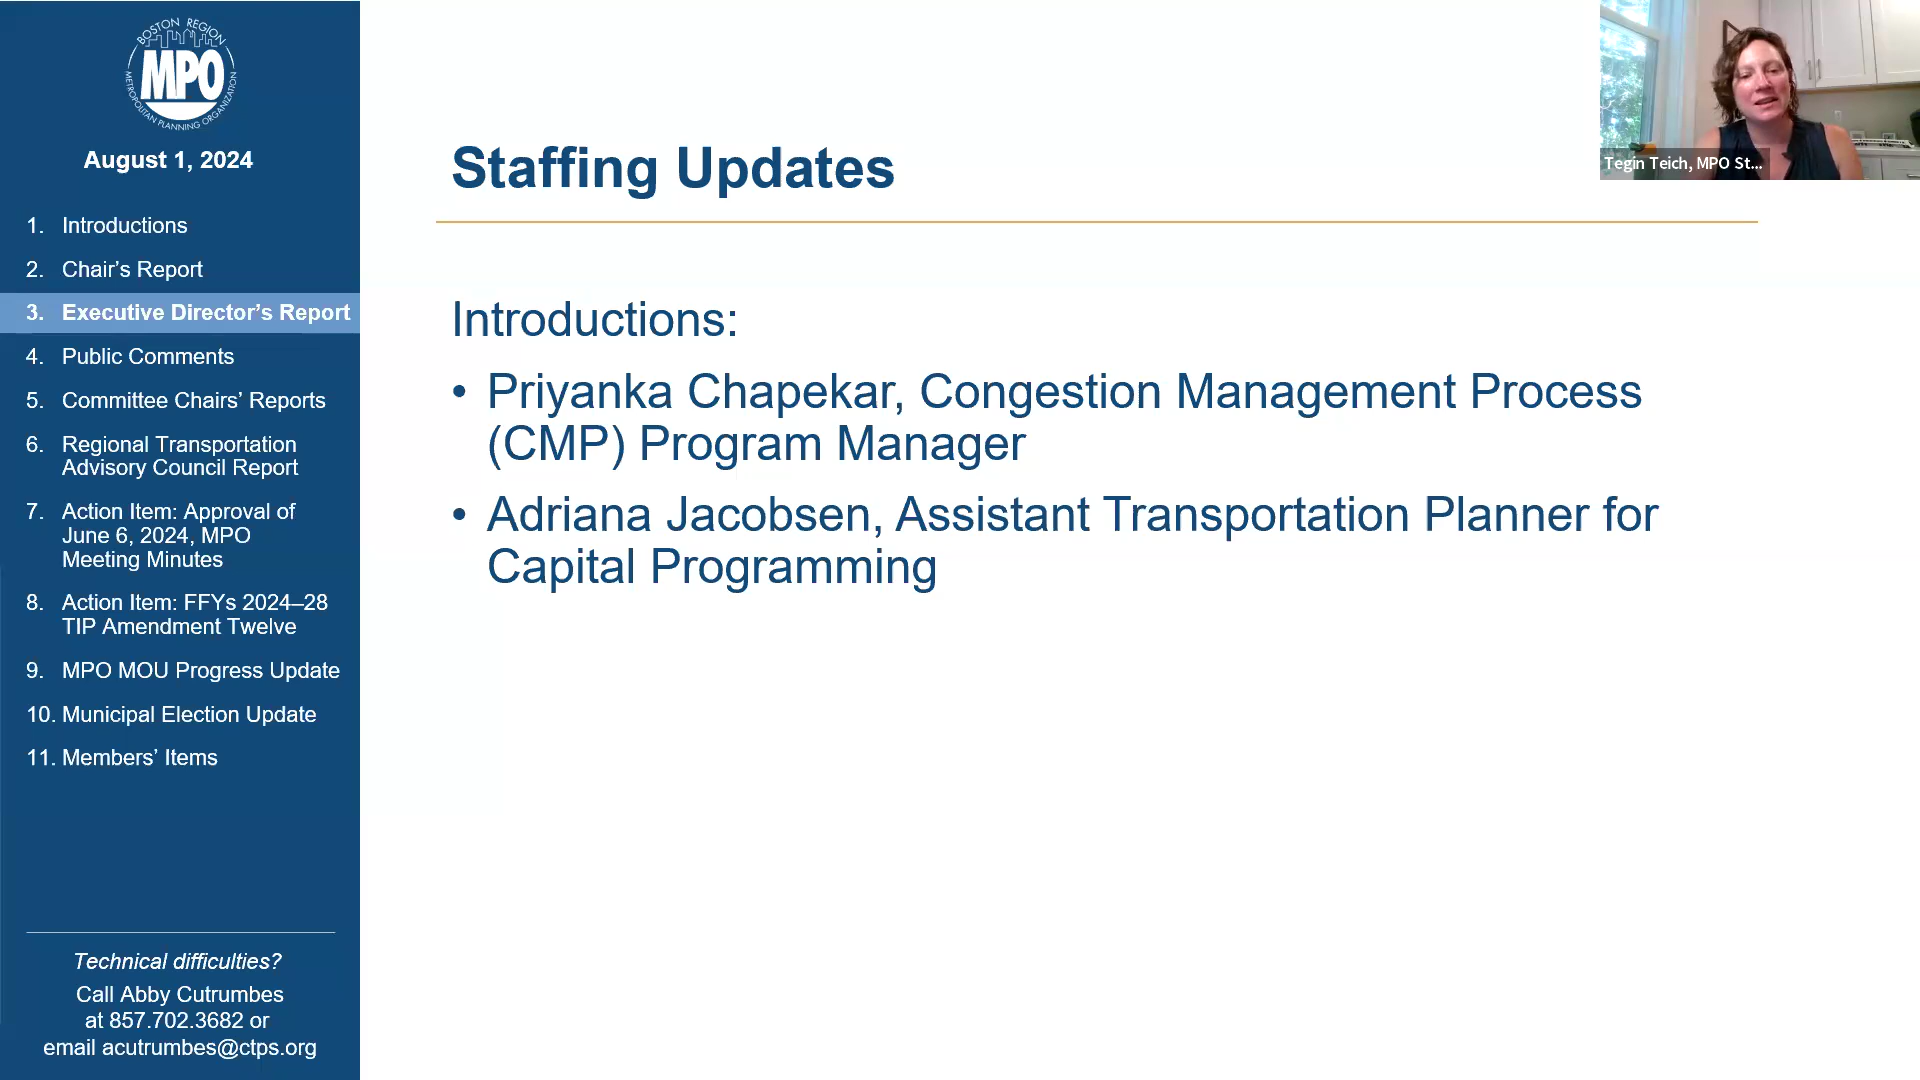 BOSTON REGION
MPO
METROPOLITAN PLANNING ORGANIZATION
August 1, 2024
1. Introductions
2. Chair’s Report
3. Executive Director’s Report
4. Public Comments
5. Committee Chairs’ Reports
6. Regional Transportation
Advisory Council Report
7. Action Item: Approval of
June 6, 2024, MPO
Meeting Minutes
8. Action Item: FFYs 2024–28
TIP Amendment Twelve
9. MPO MOU Progress Update
10. Municipal Election Update
11. Members’ Items
Technical difficulties?
Call Abby Cutrumbes
at 857.702.3682 or
email acutrumbes@ctps.org
Staffing Updates
Introductions:
• Priyanka Chapekar, Congestion Management Process
(CMP) Program Manager
• Adriana Jacobsen, Assistant Transportation Planner for
Capital Programming
Tegin Teich, MPO St...